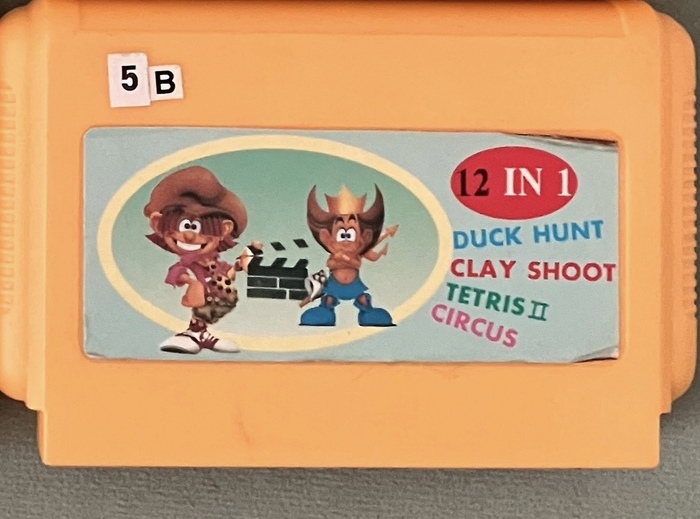 5 B
12 IN 1
DUCK HUNT
CLAY SHOOT
TETRIS II
CIRCUS